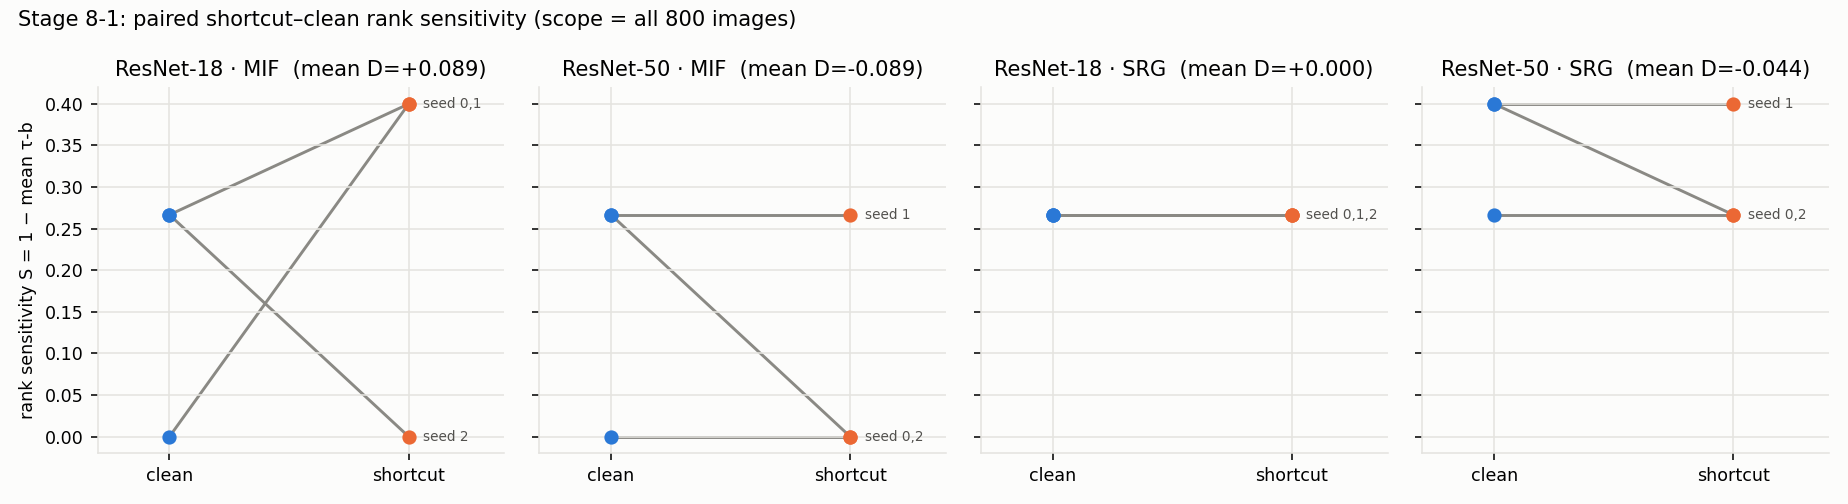 Stage 8-1: paired shortcut–clean rank sensitivity (scope = all 800 images)
ResNet-18 · MIF (mean D=+0.089)
ResNet-50 · MIF (mean D=-0.089)
ResNet-18 · SRG (mean D=+0.000)
ResNet-50 · SRG (mean D=-0.044)
rank sensitivity S = 1 − mean τ-b
0.40
0.35
0.30
0.25
0.20
0.15
0.10
0.05
0.00
seed 0,1
seed 2
clean
shortcut
seed 1
seed 0,2
clean
shortcut
seed 0,1,2
clean
shortcut
seed 1
seed 0,2
clean
shortcut